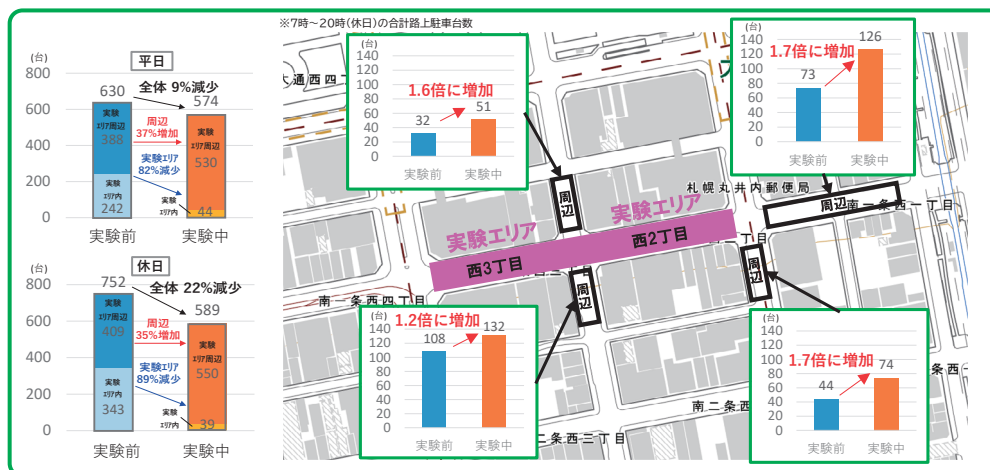 ※7時～20時(休日)の合計路上駐車台数
平日
(台)
800
600
400
200
0
630
全体 9%減少
574
実験
エリア周辺
388
周辺
37%増加
実験エリア
82%減少
実験
エリア周辺
530
実験
エリア内
242
実験
エリア内
44
実験前
実験中
休日
(台)
800
600
400
200
0
752
全体 22%減少
589
実験
エリア周辺
409
周辺
35%増加
実験エリア
89%減少
実験
エリア周辺
550
実験
エリア内
343
実験
エリア内
39
実験前
実験中
(台)
140
120
100
80
60
40
20
0
1.6倍に増加
32
51
実験前
実験中
(台)
140
120
100
80
60
40
20
0
1.7倍に増加
73
126
実験前
実験中
大通西四
札幌丸井内郵便局
周辺
周辺
南一条西一丁目
実験エリア
実験エリア
西3丁目
西2丁目
丁目
周辺
周辺
南一条西四丁目
(台)
140
120
100
80
60
40
20
0
1.2倍に増加
108
132
実験前
実験中
(台)
140
120
100
80
60
40
20
0
1.7倍に増加
44
74
実験前
実験中
条西一
南二条西
二条西三丁目